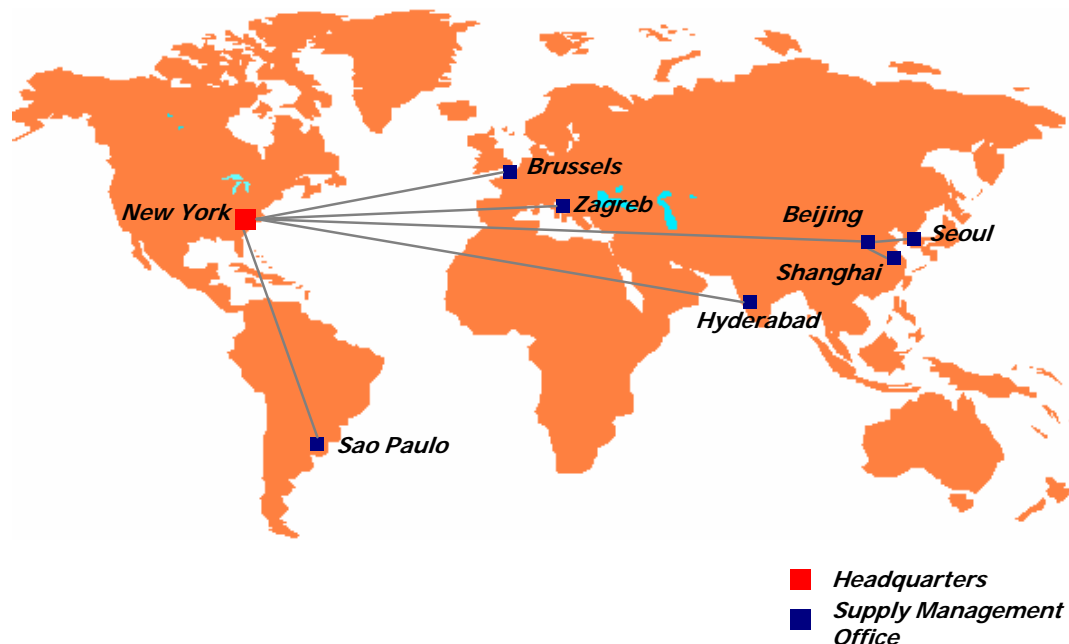 Brussels
New York
Zagreb
Beijing
Seoul
Shanghai
Hyderabad
Sao Paulo
Headquarters
Supply Management
Office